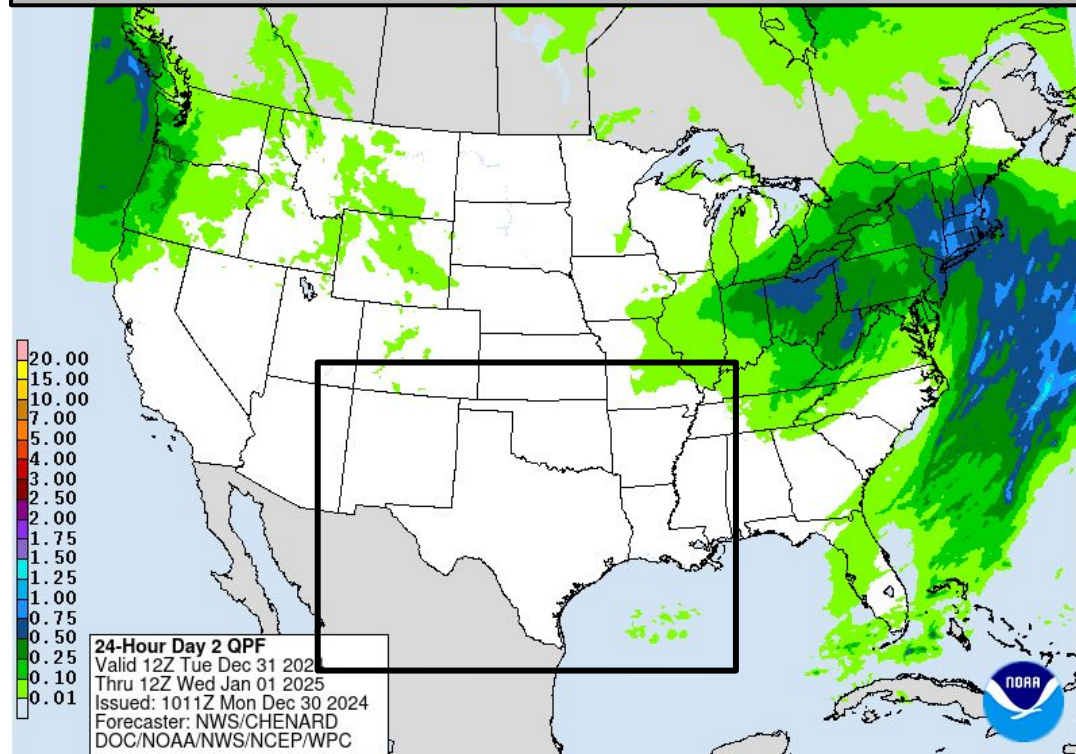 20.00
15.00
10.00
7.00
5.00
4.00
3.00
2.50
2.00
1.75
1.50
1.25
1.00
0.75
0.50
0.25
0.10
0.01
24-Hour Day 2 QPF
Valid 12Z Tue Dec 31 202
Thru 12Z Wed Jan 01 2025
Issued: 1011Z Mon Dec 30 2024
Forecaster: NWS/CHENARD
DOC/NOAA/NWS/NCEP/WPC
NOAA